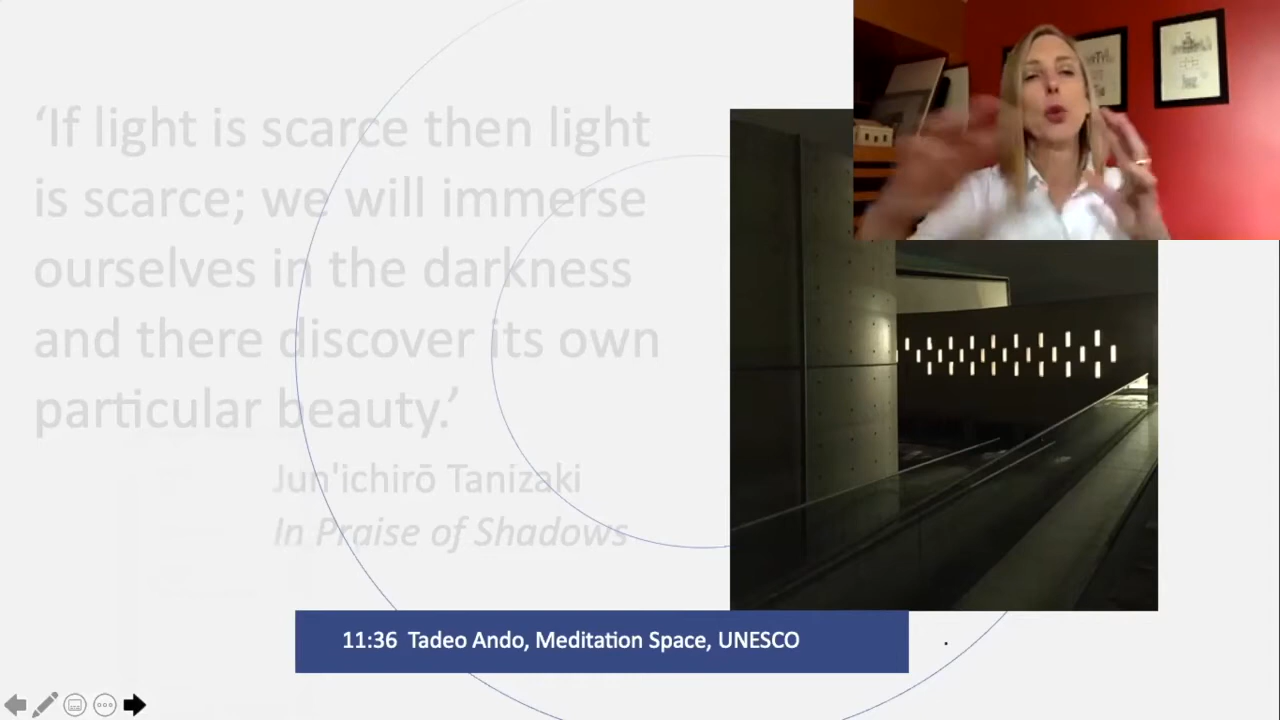 ‘If light is scarce then light
is scarce; we will immerse
ourselves in the darkness
and there discover its own
particular beauty.’
Jun'ichirō Tanizaki
In Praise of Shadows
11:36 Tadeo Ando, Meditation Space, UNESCO